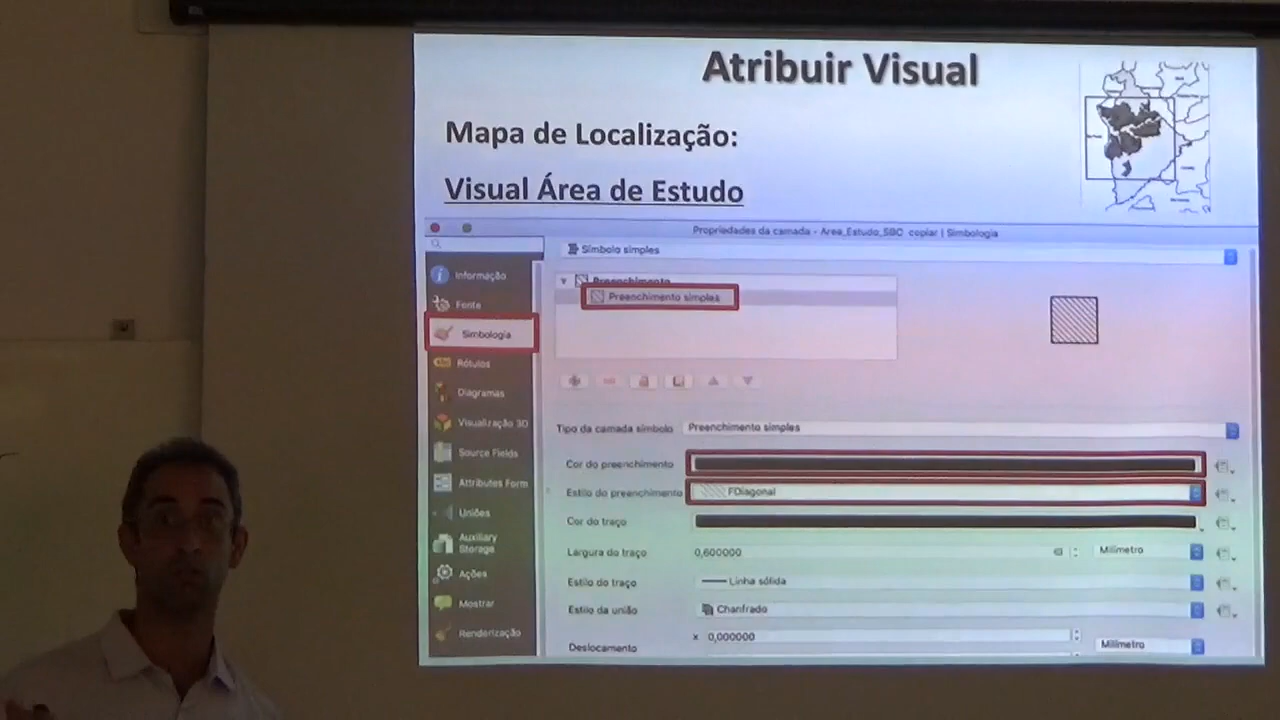 Atribuir Visual
Mapa de Localização:
Visual Área de Estudo
Propriedades da camada - Area_Estudo_SBC copiar | Simbologia
Símbolo simples
Informação
Preenchimento
Preenchimento simples
Fonte
Simbologia
Rótulos
Diagramas
Visualização 3D
Tipo da camada símbolo Preenchimento simples
Source Fields
Cor do preenchimento
Attributes Form
Estilo do preenchimento FDiagonal
Uniões
Cor do traço
Auxiliary
Storage
Largura do traço 0,600000 Milímetro
Ações
Estilo do traço Linha sólida
Mostrar
Estilo da união Chanfrado
Renderização
x 0,000000
Deslocamento Milímetro